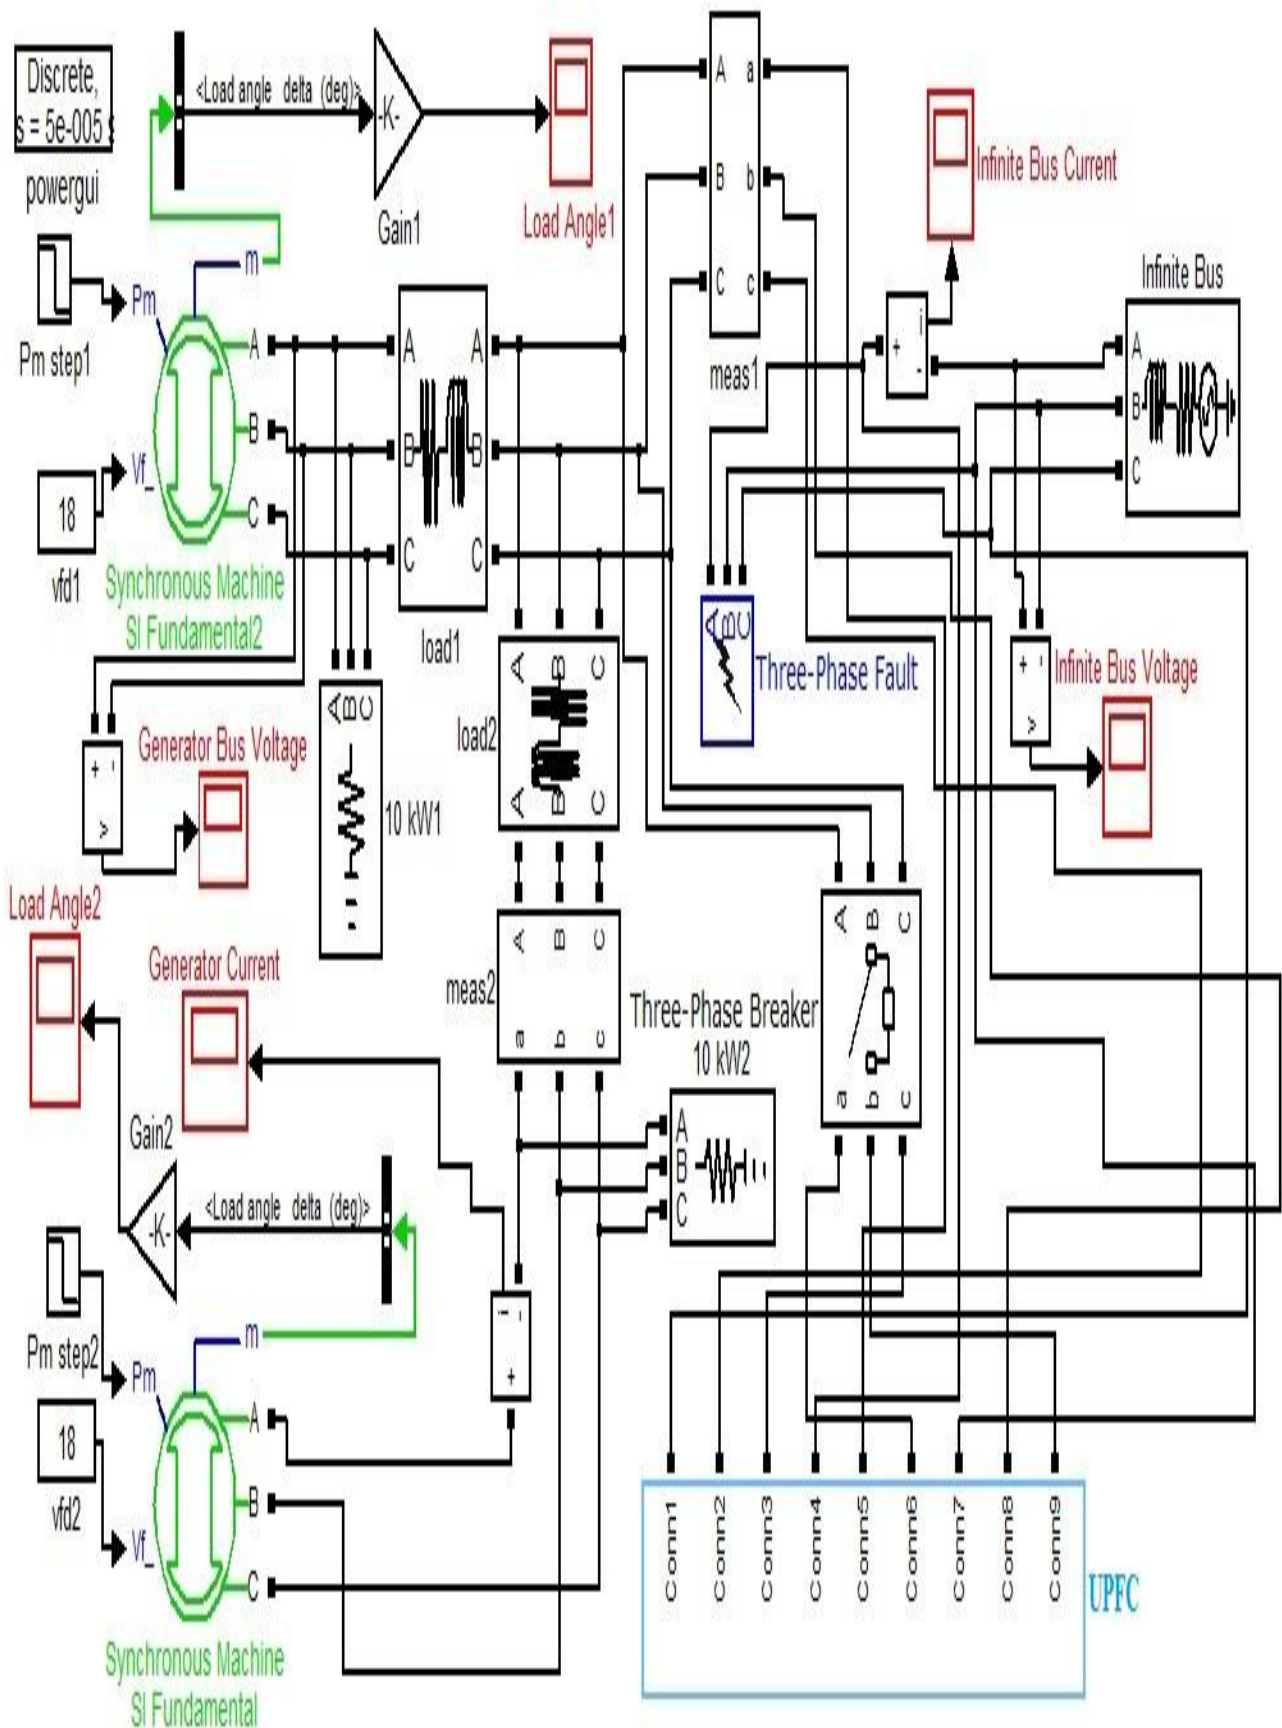 Discrete,
s = 5e-005 s
powergui
<Load angle delta (deg)>
-K-
Gain1
Load Angle1
A a
B b
C c
meas1
Infinite Bus Current
Infinite Bus
A
B
C
+ i
-
Pm step1
Pm
m
A
B
C
Vf_
18
vfd1
Synchronous Machine
SI Fundamental2
A A
B B
C C
load1
A
B
C
10 kW1
Generator Bus Voltage
+ -
v
A B C
load2
A B C
A B C
meas2
a b c
A B C
Three-Phase Fault
+ -
v
Infinite Bus Voltage
Load Angle2
Generator Current
Three-Phase Breaker
A B C
a b c
10 kW2
A
B
C
Gain2
-K-
<Load angle delta (deg)>
i -
+
Pm step2
Pm
m
A
B
C
Vf_
18
vfd2
Synchronous Machine
SI Fundamental
Conn1
Conn2
Conn3
Conn4
Conn5
Conn6
Conn7
Conn8
Conn9
UPFC